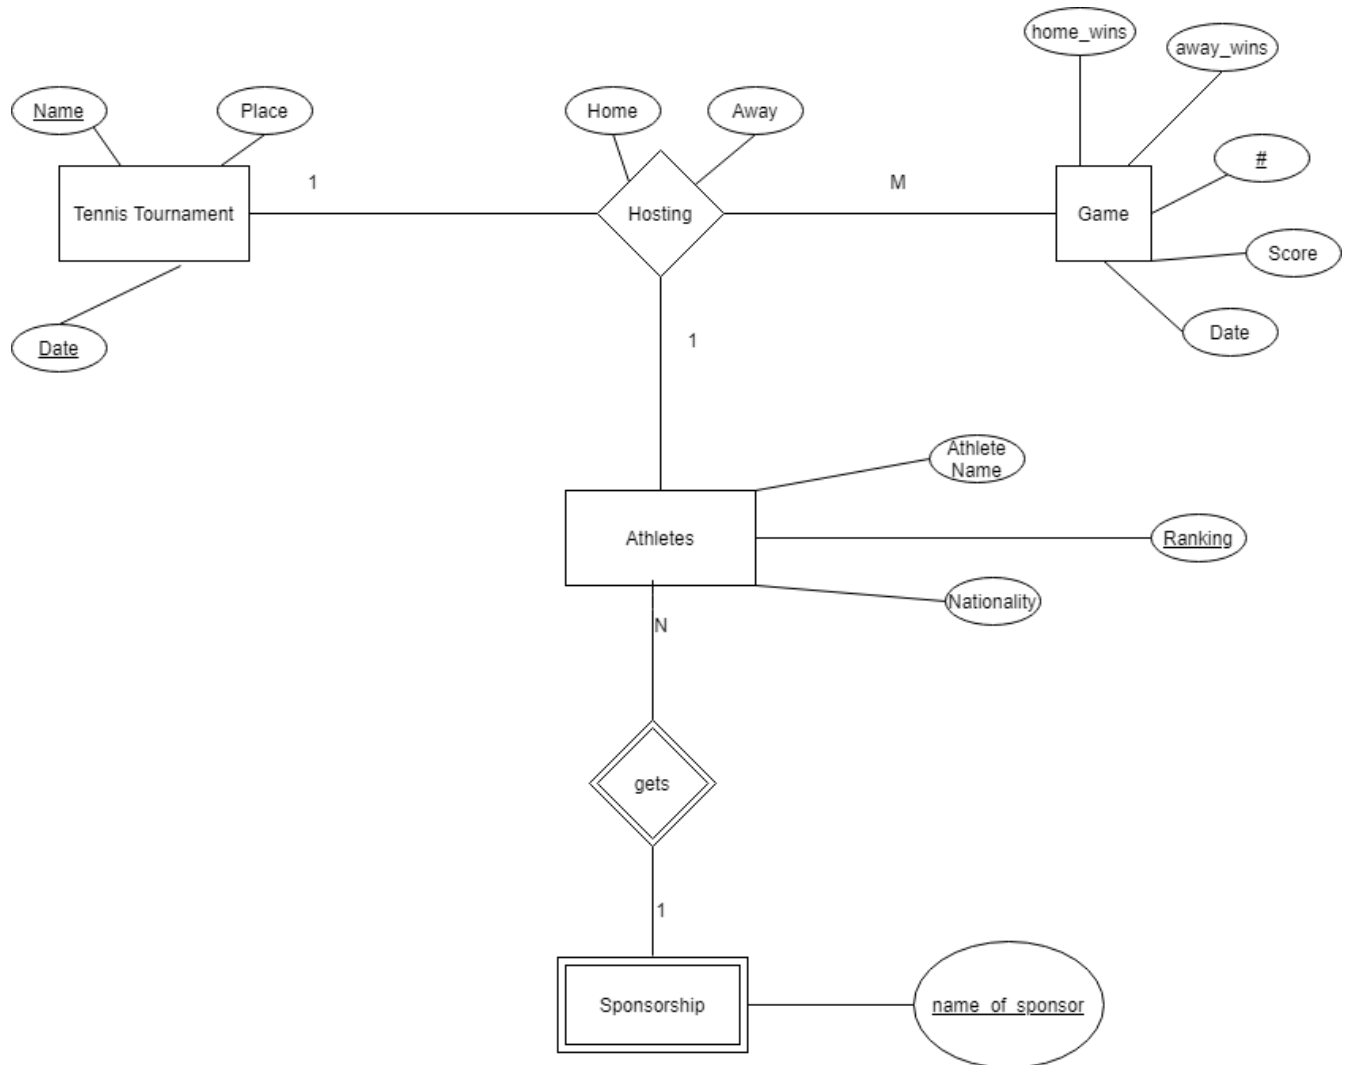 home_wins
away_wins
Name
Place
Home
Away
#
1
M
Tennis Tournament
Hosting
Game
Score
Date
Date
1
Athlete
Name
Athletes
Ranking
Nationality
N
gets
1
Sponsorship
name_of_sponsor